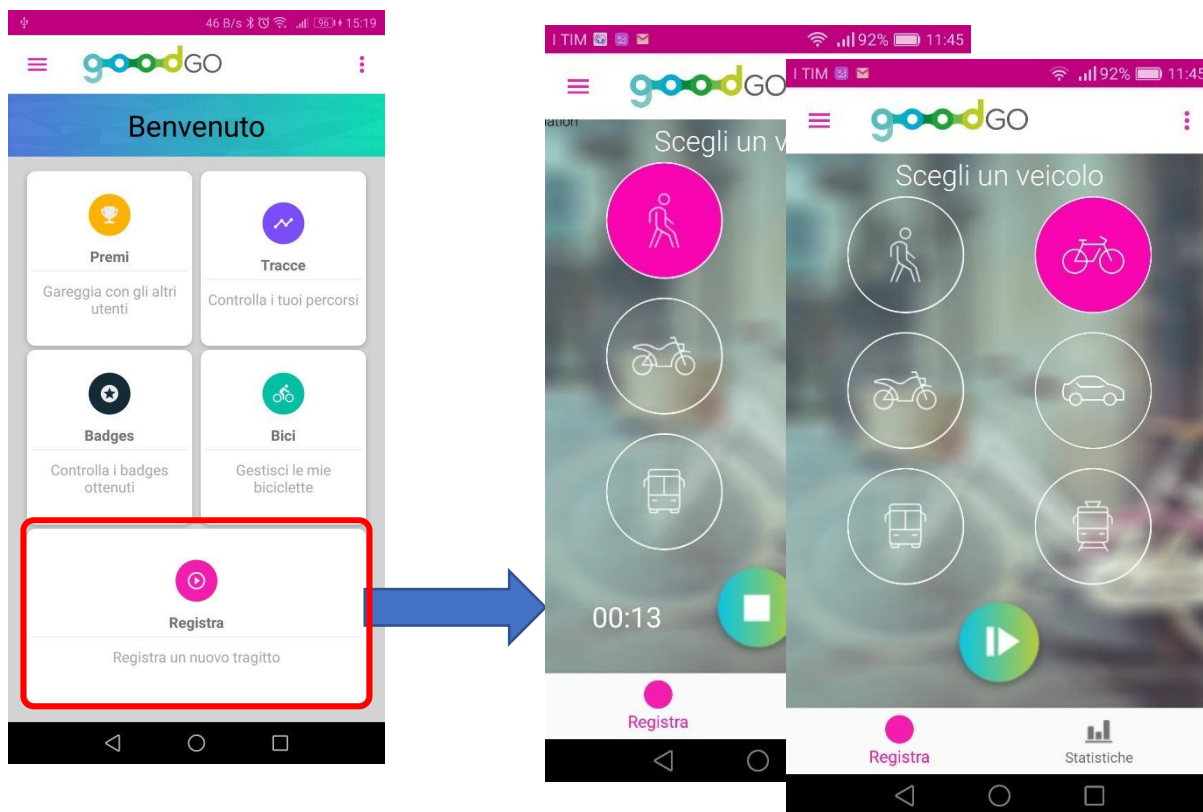 46 B/s 96 15:19
goodGO
Benvenuto
Premi
Gareggia con gli altri
utenti
Tracce
Controlla i tuoi percorsi
Badges
Controlla i badges
ottenuti
Bici
Gestisci le mie
biciclette
Registra
Registra un nuovo tragitto
I TIM 92% 11:45
goodGO
Scegli un v
00:13
Registra
I TIM 92% 11:45
goodGO
Scegli un veicolo
Registra
Statistiche